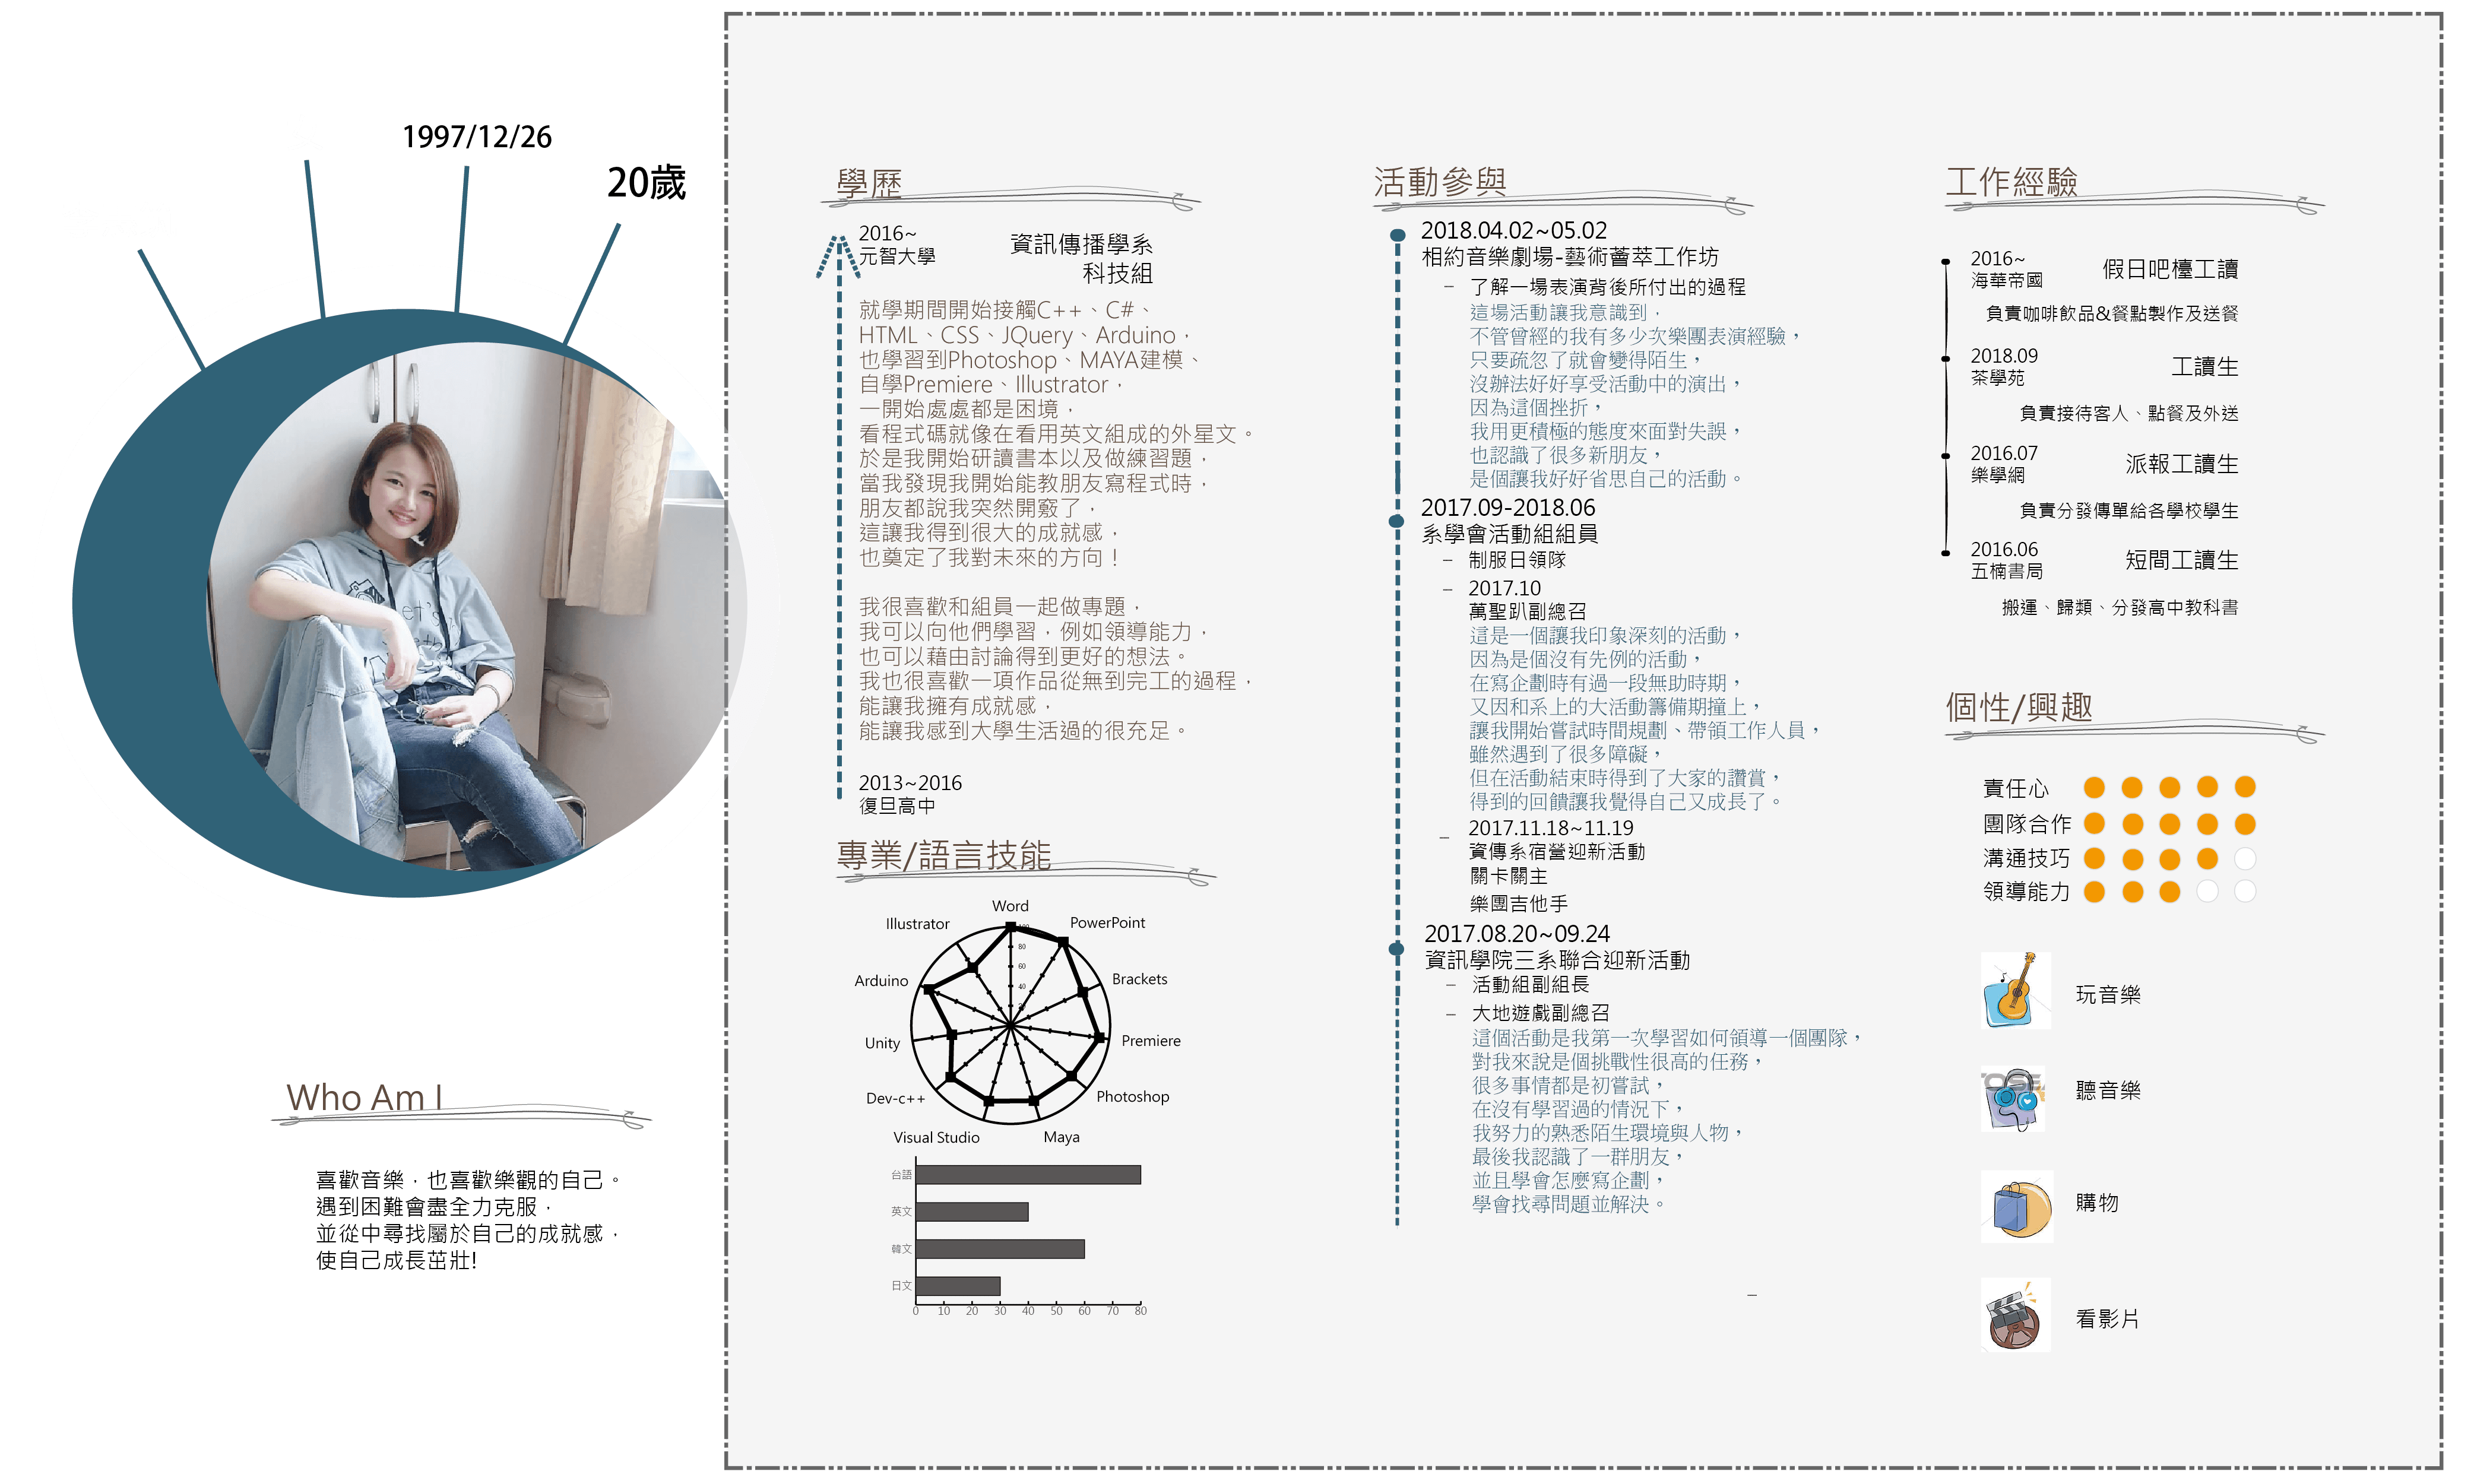 1997/12/26
20歲
Who Am I
喜歡音樂，也喜歡樂觀的自己。
遇到困難會盡全力克服，
並從中尋找屬於自己的成就感，
使自己成長茁壯!
學歷
2016~
元智大學
資訊傳播學系
科技組
就學期間開始接觸C++、C#、
HTML、CSS、JQuery、Arduino，
也學習到Photoshop、MAYA建模、
自學Premiere、Illustrator，
一開始處處都是困境，
看程式碼就像在看用英文組成的外星文。
於是我開始研讀書本以及做練習題，
當我發現我開始能教朋友寫程式時，
朋友都說我突然開竅了，
這讓我得到很大的成就感，
也奠定了我對未來的方向！
我很喜歡和組員一起做專題，
我可以向他們學習，例如領導能力，
也可以藉由討論得到更好的想法。
我也很喜歡一項作品從無到完工的過程，
能讓我擁有成就感，
能讓我感到大學生活過的很充足。
2013~2016
復旦高中
專業/語言技能
Word
PowerPoint
Brackets
Premiere
Photoshop
Maya
Visual Studio
Dev-c++
Unity
Arduino
Illustrator
100
80
60
40
20
台語
英文
韓文
日文
0 10 20 30 40 50 60 70 80
活動參與
2018.04.02~05.02
相約音樂劇場-藝術薈萃工作坊
– 了解一場表演背後所付出的過程
這場活動讓我意識到，
不管曾經的我有多少次樂團表演經驗，
只要疏忽了就會變得陌生，
沒辦法好好享受活動中的演出，
因為這個挫折，
我用更積極的態度來面對失誤，
也認識了很多新朋友，
是個讓我好好省思自己的活動。
2017.09-2018.06
系學會活動組組員
– 制服日領隊
– 2017.10
萬聖趴副總召
這是一個讓我印象深刻的活動，
因為是個沒有先例的活動，
在寫企劃時有過一段無助時期，
又因和系上的大活動籌備期撞上，
讓我開始嘗試時間規劃、帶領工作人員，
雖然遇到了很多障礙，
但在活動結束時得到了大家的讚賞，
得到的回饋讓我覺得自己又成長了。
– 2017.11.18~11.19
資傳系宿營迎新活動
關卡關主
樂團吉他手
2017.08.20~09.24
資訊學院三系聯合迎新活動
– 活動組副組長
– 大地遊戲副總召
這個活動是我第一次學習如何領導一個團隊，
對我來說是個挑戰性很高的任務，
很多事情都是初嘗試，
在沒有學習過的情況下，
我努力的熟悉陌生環境與人物，
最後我認識了一群朋友，
並且學會怎麼寫企劃，
學會找尋問題並解決。
–
工作經驗
2016~
海華帝國
假日吧檯工讀
負責咖啡飲品&餐點製作及送餐
2018.09
茶學苑
工讀生
負責接待客人、點餐及外送
2016.07
樂學網
派報工讀生
負責分發傳單給各學校學生
2016.06
五楠書局
短間工讀生
搬運、歸類、分發高中教科書
個性/興趣
責任心
團隊合作
溝通技巧
領導能力
玩音樂
聽音樂
購物
看影片